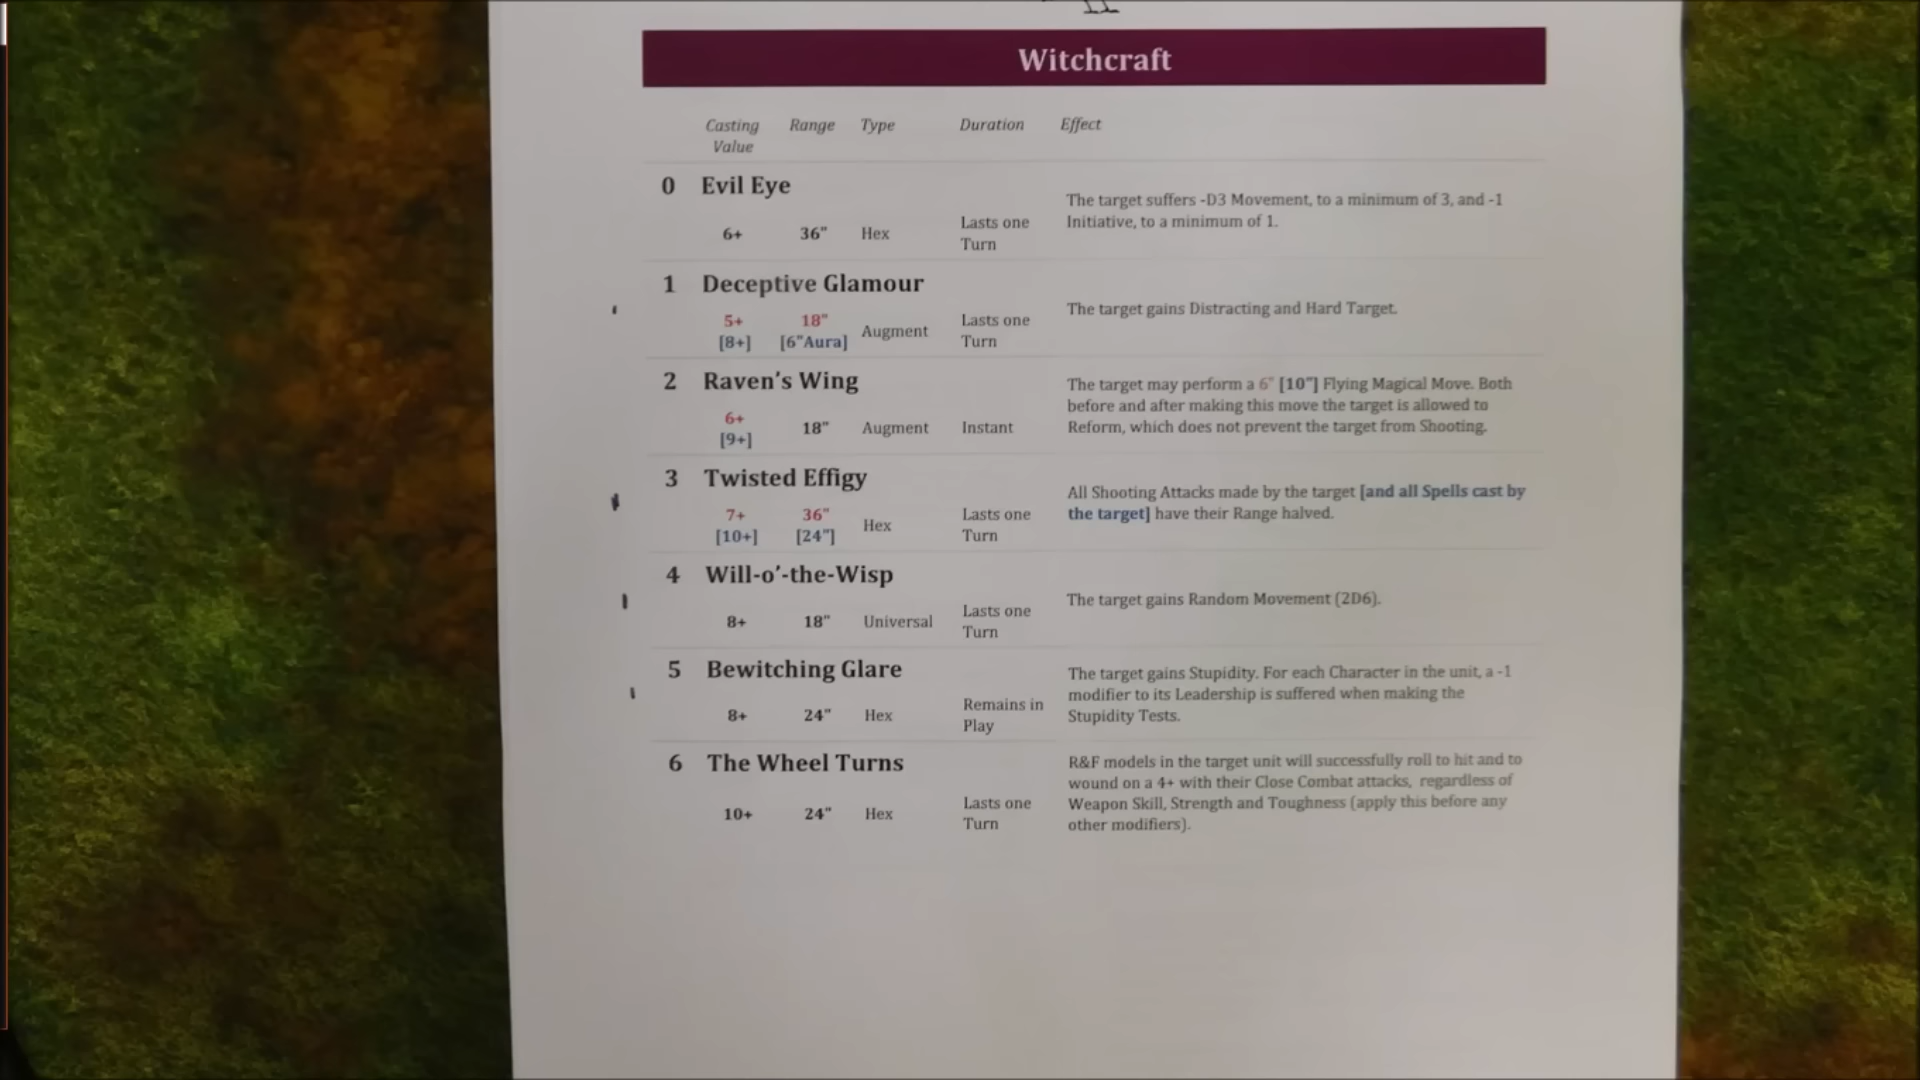 Witchcraft
Casting Value Range Type Duration Effect
0 Evil Eye
6+ 36" Hex Lasts one Turn
The target suffers -D3 Movement, to a minimum of 3, and -1
Initiative, to a minimum of 1.
1 Deceptive Glamour
5+ [8+] 18" [6"Aura] Augment Lasts one Turn
The target gains Distracting and Hard Target.
2 Raven's Wing
6+ [9+] 18" Augment Instant
The target may perform a 6" [10"] Flying Magical Move. Both
before and after making this move the target is allowed to
Reform, which does not prevent the target from Shooting.
3 Twisted Effigy
7+ [10+] 36" [24"] Hex Lasts one Turn
All Shooting Attacks made by the target [and all Spells cast by
the target] have their Range halved.
4 Will-o'-the-Wisp
8+ 18" Universal Lasts one Turn
The target gains Random Movement (2D6).
5 Bewitching Glare
8+ 24" Hex Remains in Play
The target gains Stupidity. For each Character in the unit, a -1
modifier to its Leadership is suffered when making the
Stupidity Tests.
6 The Wheel Turns
10+ 24" Hex Lasts one Turn
R&F models in the target unit will successfully roll to hit and to
wound on a 4+ with their Close Combat attacks, regardless of
Weapon Skill, Strength and Toughness (apply this before any
other modifiers).